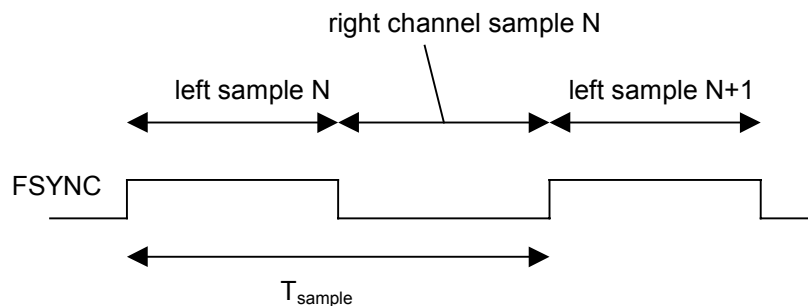 right channel sample N
left sample N
left sample N+1
FSYNC
Tsample